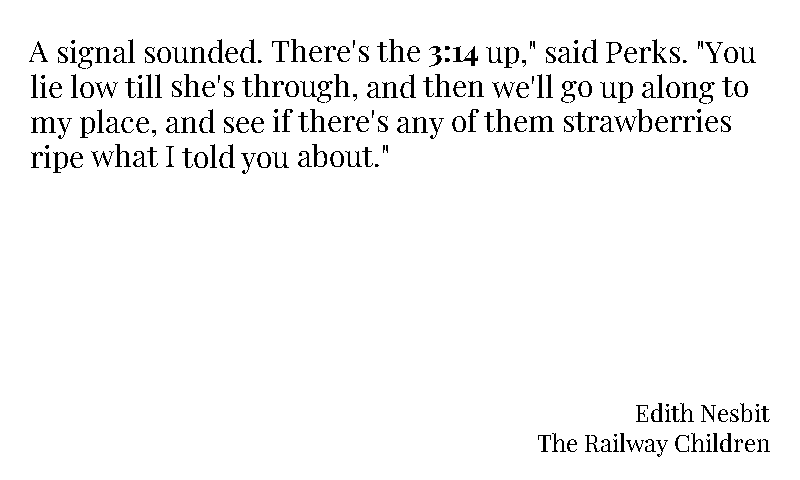 A signal sounded. There's the 3:14 up," said Perks. "You
lie low till she's through, and then we'll go up along to
my place, and see if there's any of them strawberries
ripe what I told you about."
Edith Nesbit
The Railway Children